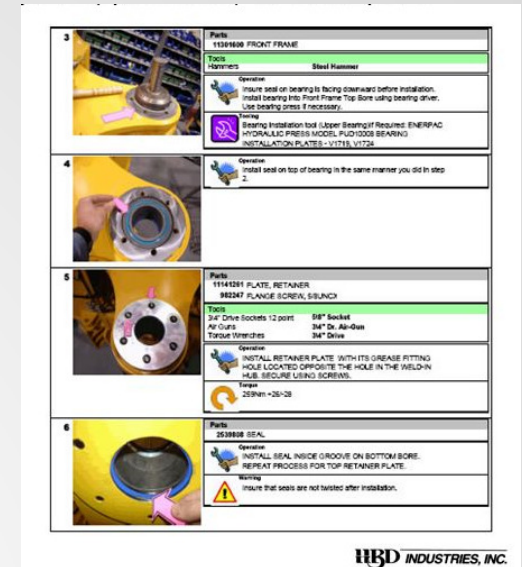 3
Parts
11301600 FRONT FRAME
Tools
Hammers Steel Hammer
Operation
Insure seal on bearing is facing downward before installation.
Install bearing into Front Frame Top Bore using bearing driver.
Use bearing press if necessary.
Tooling
Bearing Installation tool (Upper Bearing)if Required: ENERPAC
HYDRAULIC PRESS MODEL PUD10008 BEARING
INSTALLATION PLATES - V1719, V1724
4
Operation
Install seal on top of bearing in the same manner you did in step
2.
5
Parts
11141261 PLATE, RETAINER
982247 FLANGE SCREW,
Tools
3/4" Drive Sockets 12 point 5/8" Socket
Air Guns 3/4" Dr. Air-Gun
Torque Wrenches 3/4" Drive
Operation
INSTALL RETAINER PLATE WITH ITS GREASE FITTING
HOLE LOCATED OPPOSITE THE HOLE IN THE WELD-IN
HUB. SECURE USING SCREWS.
Torque
259Nm +26/-28
6
Parts
2539808 SEAL
Operation
INSTALL SEAL INSIDE GROOVE ON BOTTOM BORE.
REPEAT PROCESS FOR TOP RETAINER PLATE.
Warning
Insure that seals are not twisted after installation.
HBD INDUSTRIES, INC.